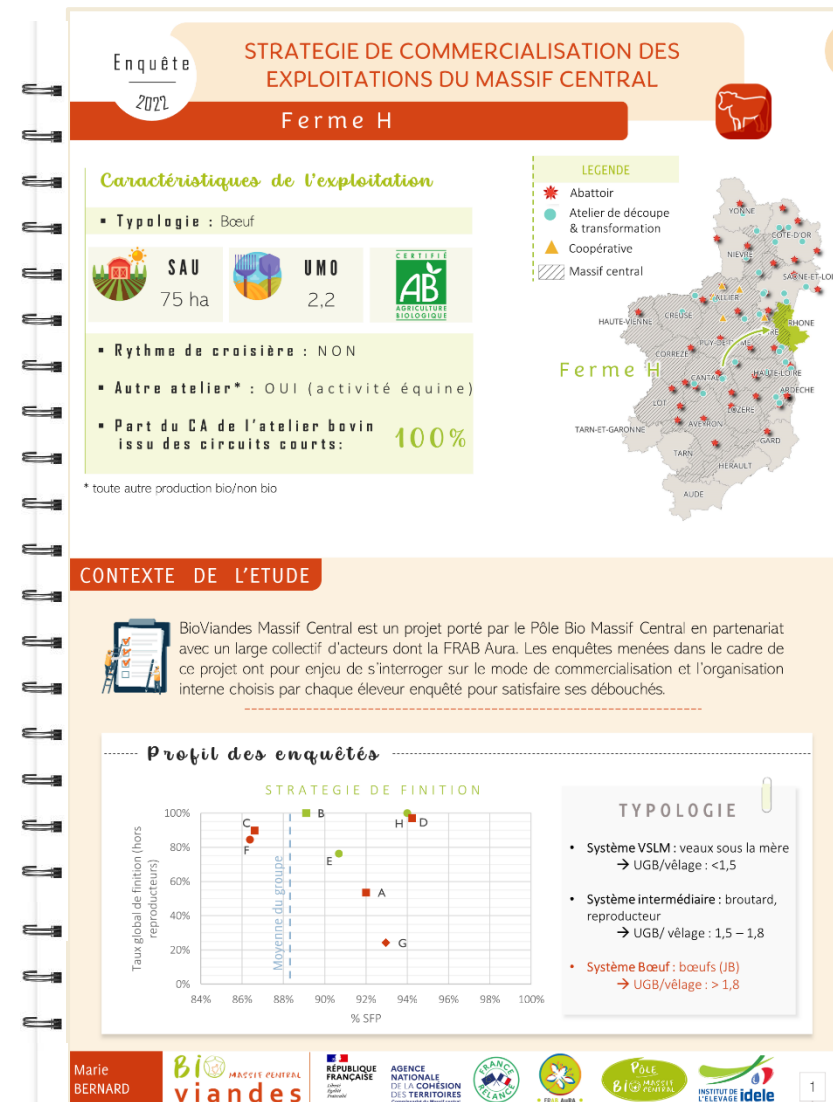 Enquête
2022
STRATEGIE DE COMMERCIALISATION DES
EXPLOITATIONS DU MASSIF CENTRAL
Ferme H
Caractéristiques de l'exploitation
▪ Typologie : Bœuf
SAU
75 ha
UMO
2,2
CERTIFIÉ
AB
AGRICULTURE
BIOLOGIQUE
▪ Rythme de croisière : NON
▪ Autre atelier* : OUI (activité équine)
▪ Part du CA de l'atelier bovin
issu des circuits courts:
100%
* toute autre production bio/non bio
LEGENDE
Abattoir
Atelier de découpe
& transformation
Coopérative
Massif central
YONNE
COTE-D'OR
NIEVRE
SAONE-ET-LOI
ALLIER
CREUSE
HAUTE-VIENNE
RHONE
PUY-DE-DOME
CORREZE
Ferme H
CANTAL
HAUTE-LOIRE
ARDECHE
LOT
LOZERE
AVEYRON
TARN-ET-GARONNE
GARD
TARN
HERAULT
AUDE
CONTEXTE DE L'ETUDE
BioViandes Massif Central est un projet porté par le Pôle Bio Massif Central en partenariat
avec un large collectif d'acteurs dont la FRAB Aura. Les enquêtes menées dans le cadre de
ce projet ont pour enjeu de s'interroger sur le mode de commercialisation et l'organisation
interne choisis par chaque éleveur enquêté pour satisfaire ses débouchés.
Profil des enquêtés
STRATEGIE DE FINITION
Taux global de finition (hors
reproducteurs)
100%
80%
60%
40%
20%
0%
C
F
B
E
H
D
A
G
Moyenne du groupe
84%
86%
88%
90%
92%
94%
96%
98%
100%
% SFP
TYPOLOGIE
• Système VSLM : veaux sous la mère
→ UGB/vêlage : <1,5
• Système intermédiaire : broutard,
reproducteur
→ UGB/ vêlage : 1,5 – 1,8
• Système Bœuf : bœufs (JB)
→ UGB/vêlage : > 1,8
Marie
BERNARD
Bio MASSIF CENTRAL
viandes
RÉPUBLIQUE
FRANÇAISE
Liberté
Égalité
Fraternité
AGENCE
NATIONALE
DE LA COHÉSION
DES TERRITOIRES
FRANCE
RELANCE
FRAB AuRA
PÔLE
BIO MASSIF
CENTRAL
INSTITUT DE
L'ELEVAGE idele
1